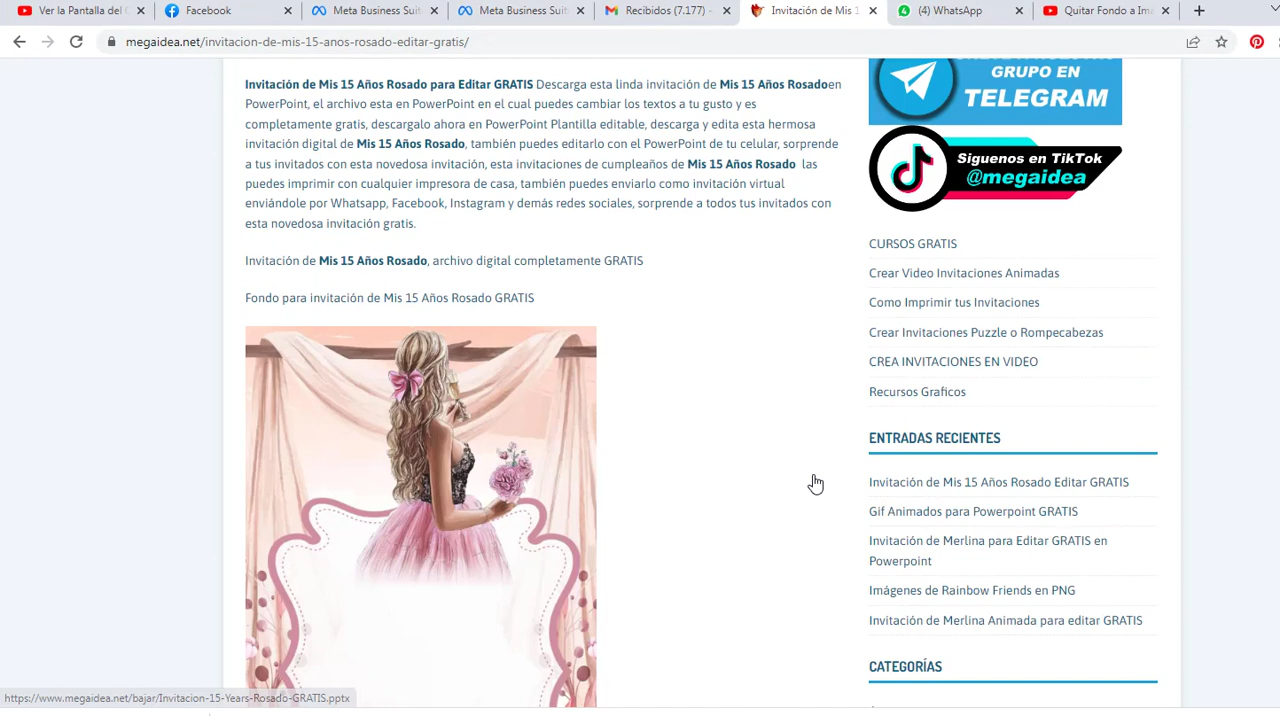 Ver la Pantalla del
Facebook
Meta Business Sui
Meta Business Sui
Recibidos (7.177) -
Invitación de Mis 1
(4) WhatsApp
Quitar Fondo a Ima
megaidea.net/invitacion-de-mis-15-anos-rosado-editar-gratis/
Invitación de Mis 15 Años Rosado para Editar GRATIS Descarga esta linda invitación de Mis 15 Años Rosadoen
PowerPoint, el archivo esta en PowerPoint en el cual puedes cambiar los textos a tu gusto y es
completamente gratis, descargalo ahora en PowerPoint Plantilla editable, descarga y edita esta hermosa
invitación digital de Mis 15 Años Rosado, también puedes editarlo con el PowerPoint de tu celular, sorprende
a tus invitados con esta novedosa invitación, esta invitaciones de cumpleaños de Mis 15 Años Rosado las
puedes imprimir con cualquier impresora de casa, también puedes enviarlo como invitación virtual
enviándole por Whatsapp, Facebook, Instagram y demás redes sociales, sorprende a todos tus invitados con
esta novedosa invitación gratis.
Invitación de Mis 15 Años Rosado, archivo digital completamente GRATIS
Fondo para invitación de Mis 15 Años Rosado GRATIS
GRUPO EN
TELEGRAM
Siguenos en TikTok
@megaidea
CURSOS GRATIS
Crear Video Invitaciones Animadas
Como Imprimir tus Invitaciones
Crear Invitaciones Puzzle o Rompecabezas
CREA INVITACIONES EN VIDEO
Recursos Graficos
ENTRADAS RECIENTES
Invitación de Mis 15 Años Rosado Editar GRATIS
Gif Animados para Powerpoint GRATIS
Invitación de Merlina para Editar GRATIS en
Powerpoint
Imágenes de Rainbow Friends en PNG
Invitación de Merlina Animada para editar GRATIS
CATEGORÍAS
https://www.megaidea.net/bajar/Invitacion-15-Years-Rosado-GRATIS.pptx